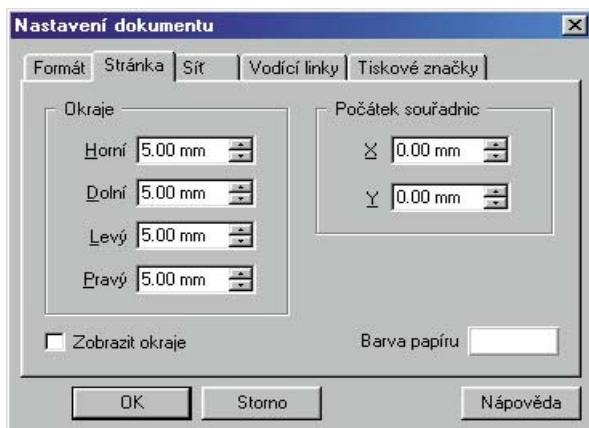 Nastavení dokumentu
Formát Stránka Síť Vodící linky Tiskové značky
Okraje
Horní 5.00 mm
Dolní 5.00 mm
Levý 5.00 mm
Pravý 5.00 mm
Zobrazit okraje
Počátek souřadnic
X 0.00 mm
Y 0.00 mm
Barva papíru
OK Storno Nápověda